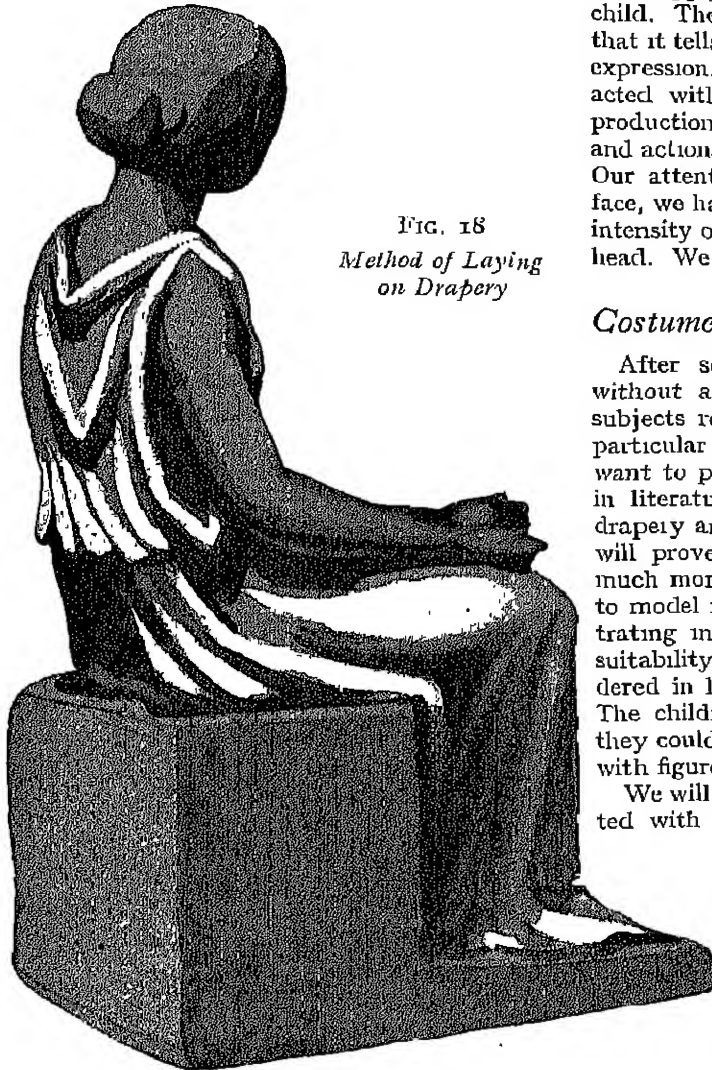 FIG. 18
Method of Laying
on Drapery
child. The
that it tells
expression.
acted with
production
and action.
Our attent
face, we ha
intensity o
head. We
Costume
After so
without a
subjects re
particular
want to p
in literatu
drapery an
will prove
much mor
to model
trating in
suitability
dered in l
The child
they could
with figure
We will
ted with